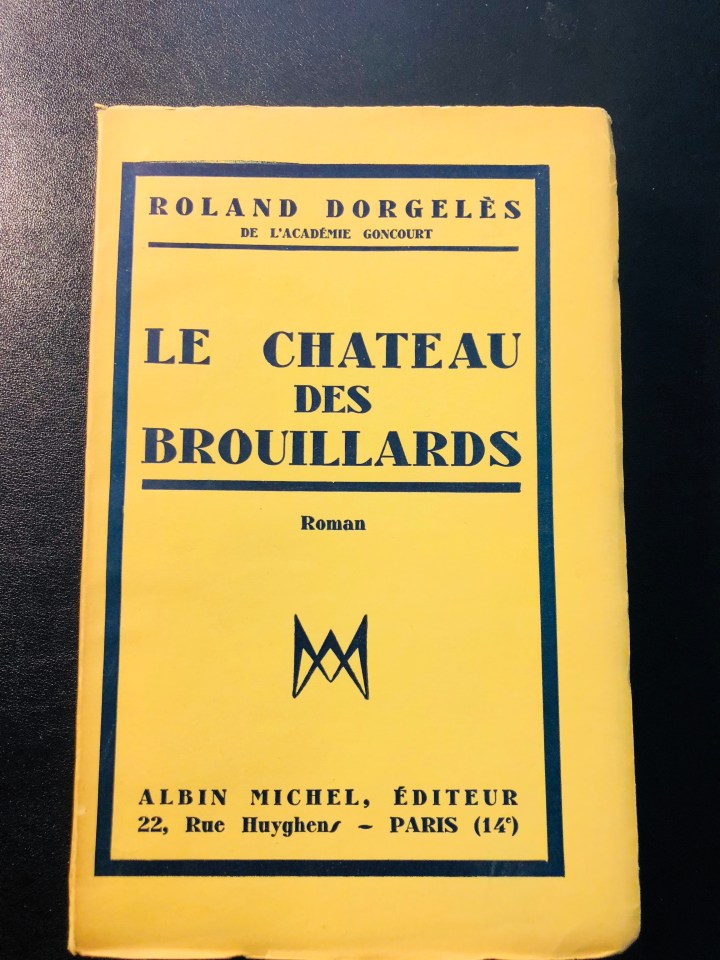 ROLAND DORGELÈS
DE L'ACADÉMIE GONCOURT
LE CHATEAU
DES
BROUILLARDS
Roman
ALBIN MICHEL, ÉDITEUR
22, Rue Huyghens – PARIS (14ᵉ)